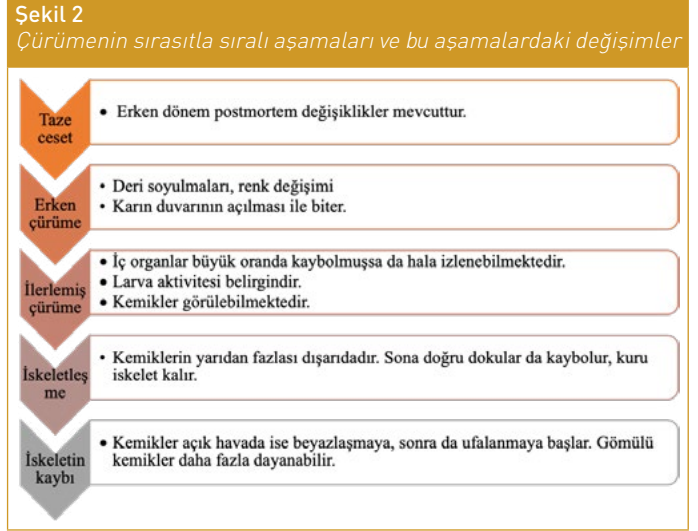 Şekil 2
Çürümenin sırasıtla sıralı aşamaları ve bu aşamalardaki değişimler
Taze
ceset
• Erken dönem postmortem değişiklikler mevcuttur.
Erken
çürüme
• Deri soyulmaları, renk değişimi
• Karın duvarının açılması ile biter.
İlerlemiş
çürüme
• İç organlar büyük oranda kaybolmuşsa da hala izlenebilmektedir.
• Larva aktivitesi belirgindir.
• Kemikler görülebilmektedir.
İskeletleş
me
• Kemiklerin yarıdan fazlası dışarıdadır. Sona doğru dokular da kaybolur, kuru
iskelet kalır.
İskeletin
kaybı
• Kemikler açık havada ise beyazlaşmaya, sonra da ufalanmaya başlar. Gömülü
kemikler daha fazla dayanabilir.